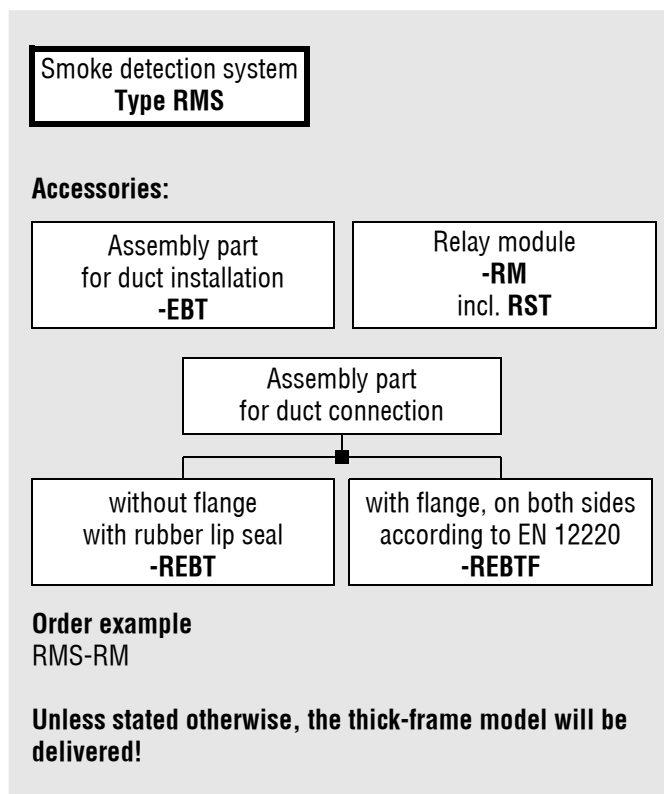 Smoke detection system
Type RMS
Accessories:
Assembly part
for duct installation
-EBT
Relay module
-RM
incl. RST
Assembly part
for duct connection
without flange
with rubber lip seal
-REBT
with flange, on both sides
according to EN 12220
-REBTF
Order example
RMS-RM
Unless stated otherwise, the thick-frame model will be
delivered!